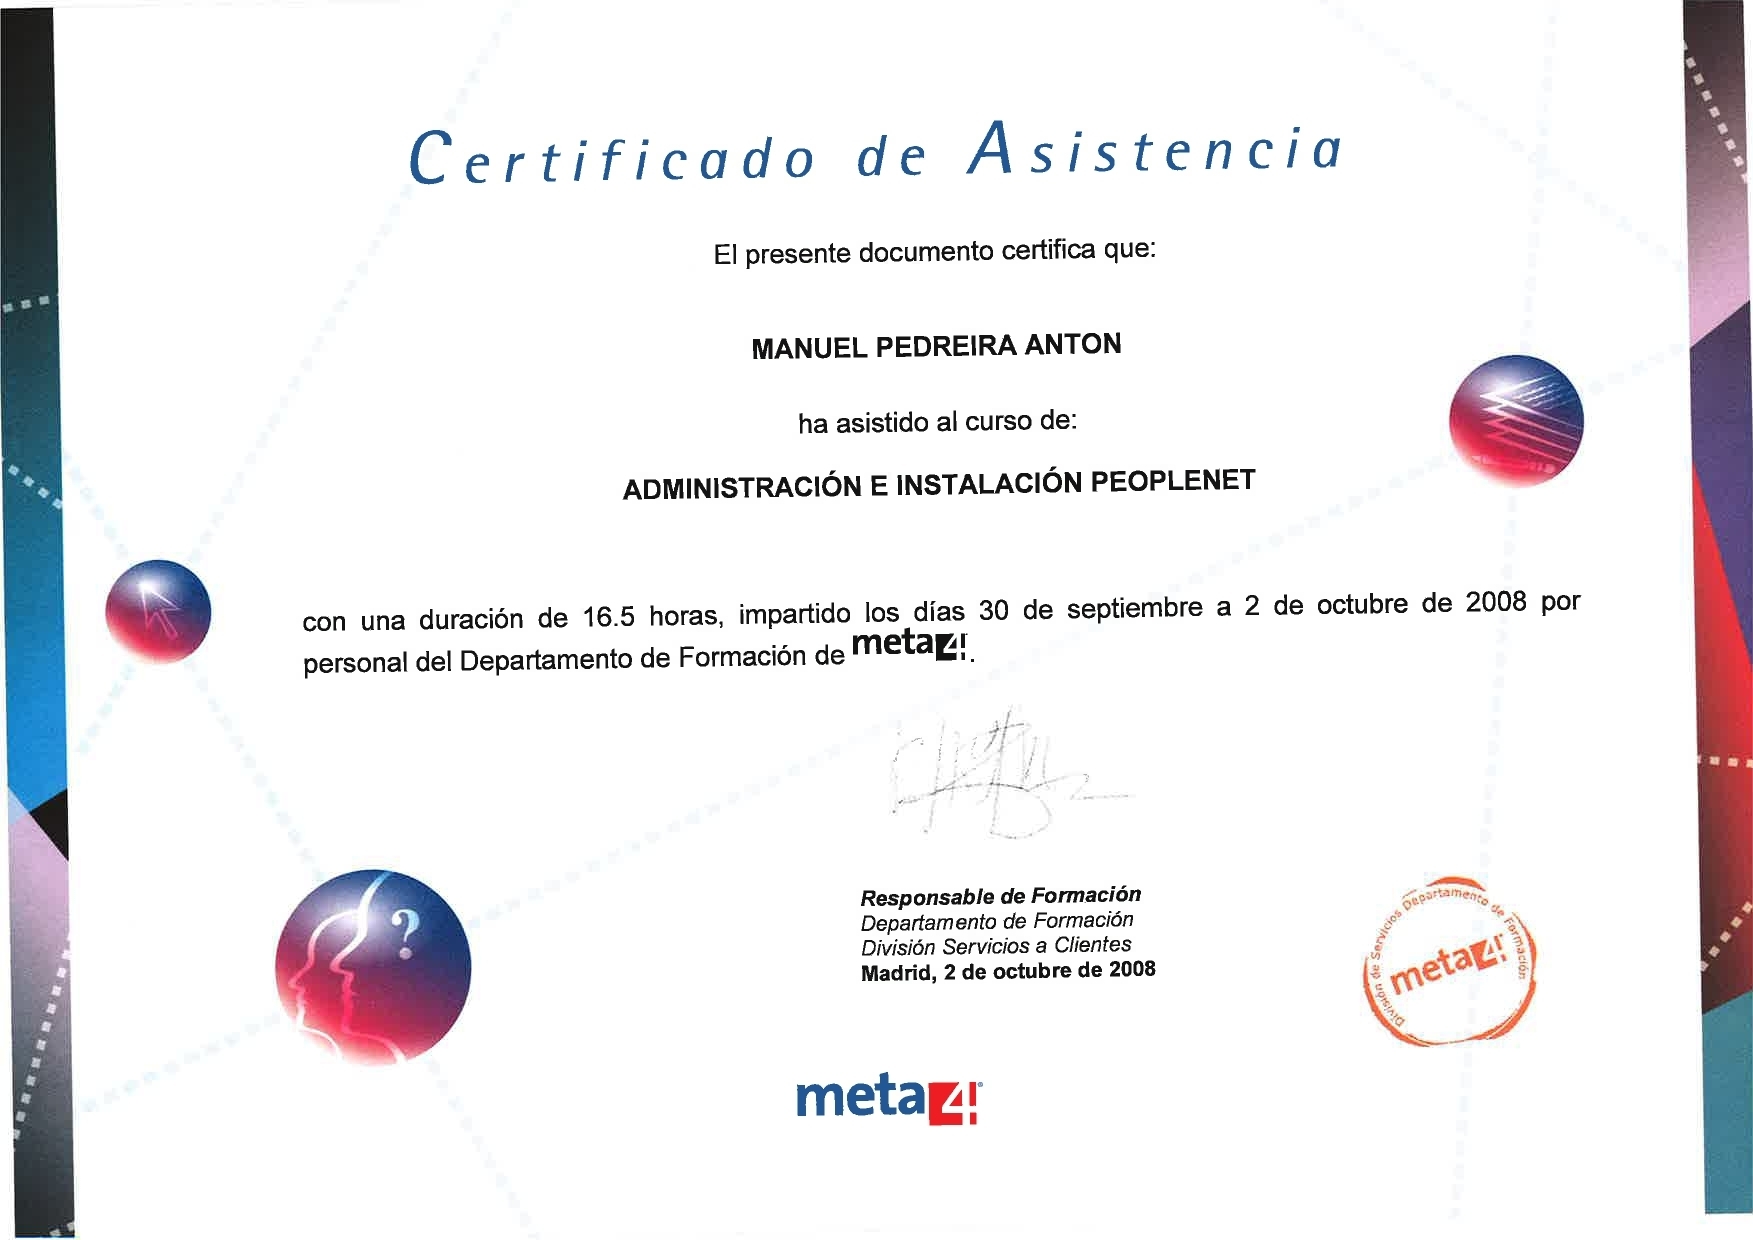 Certificado de Asistencia
El presente documento certifica que:
MANUEL PEDREIRA ANTON
ha asistido al curso de:
ADMINISTRACIÓN E INSTALACIÓN PEOPLENET
con una duración de 16.5 horas, impartido los días 30 de septiembre a 2 de octubre de 2008 por
personal del Departamento de Formación de meta4!.
Responsable de Formación
Departamento de Formación
División Servicios a Clientes
Madrid, 2 de octubre de 2008
División de Servicios Departamento de Formación
meta4!
meta4!